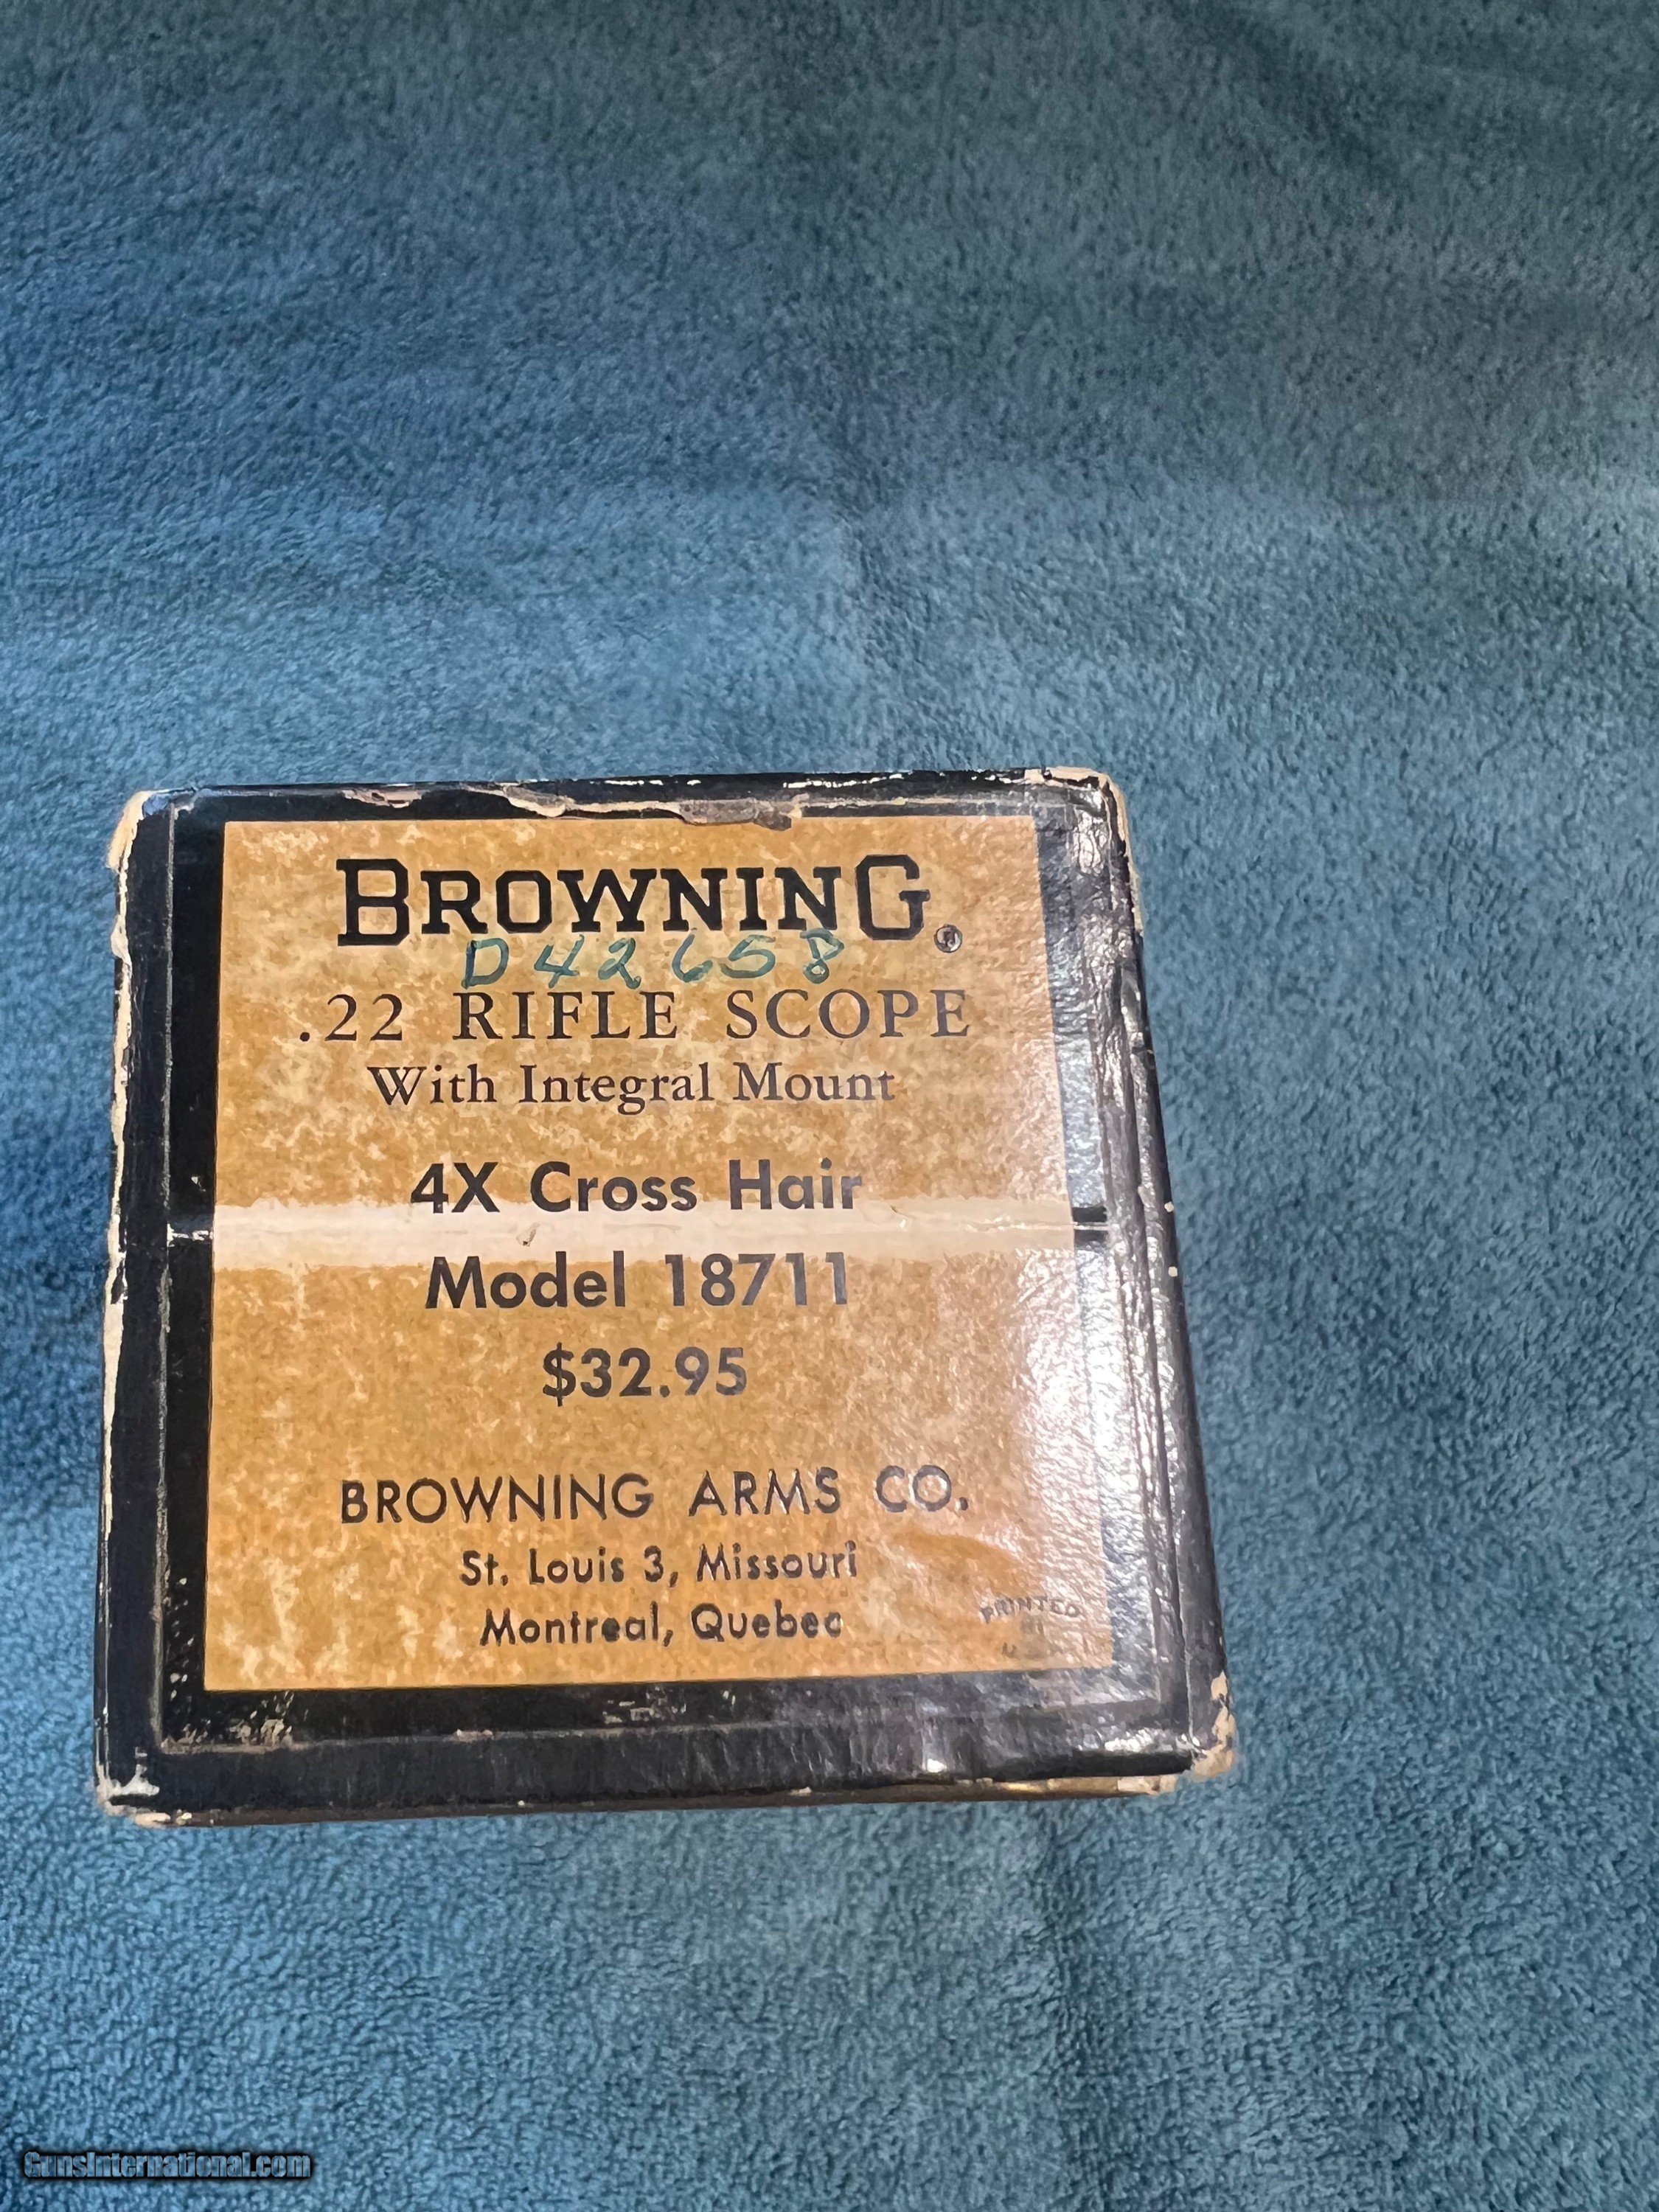 BROWNING®
D42658
.22 RIFLE SCOPE
With Integral Mount
4X Cross Hair
Model 18711
$32.95
BROWNING ARMS CO.
St. Louis 3, Missouri
Montreal, Quebec
PRINTED
GunsInternational.com